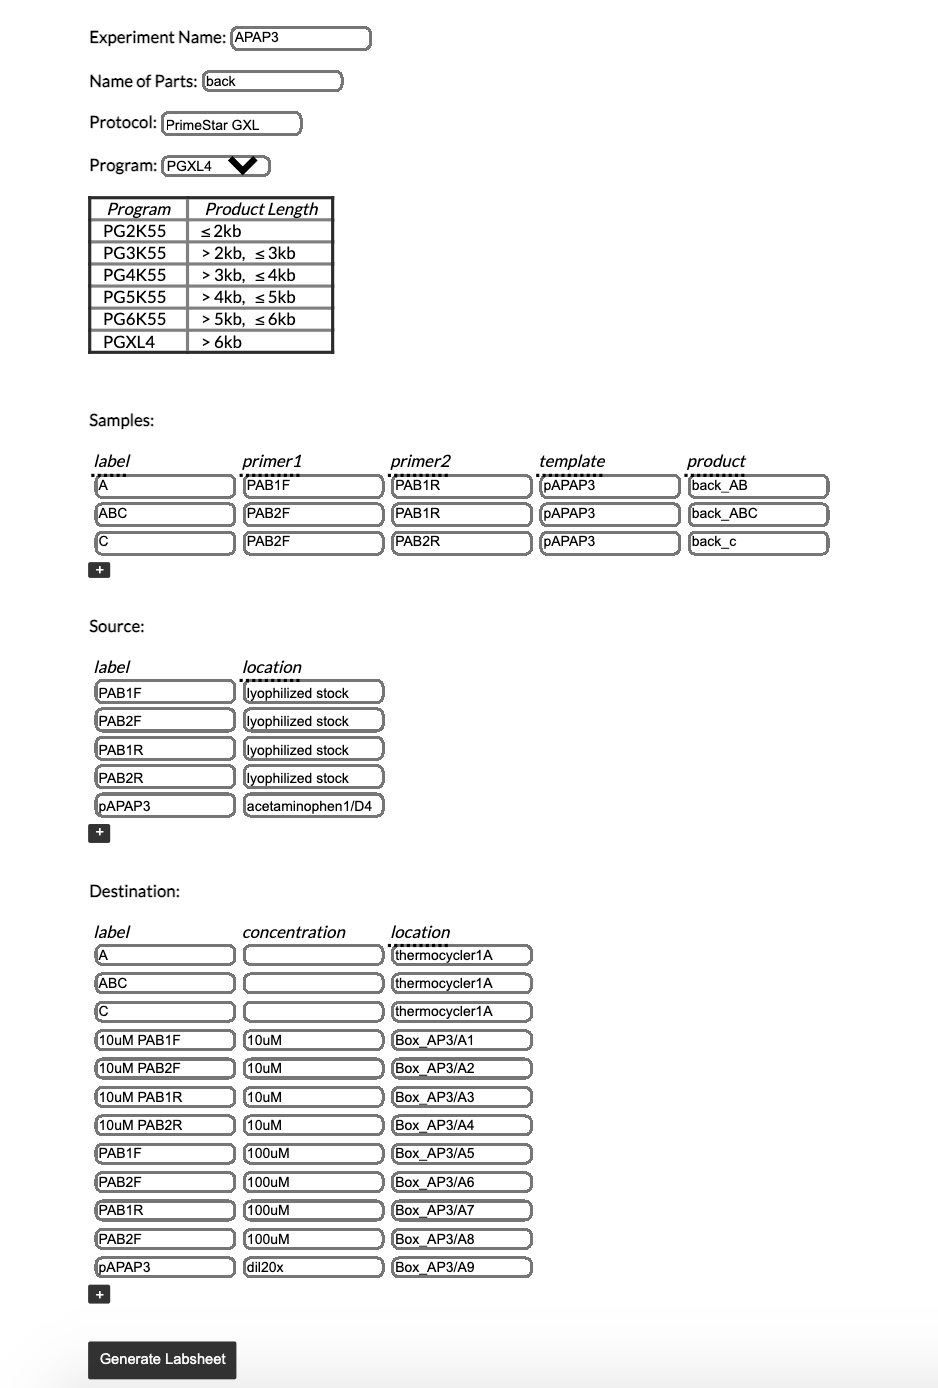 Experiment Name: APAP3
Name of Parts: back
Protocol: PrimeStar GXL
Program: PGXL4
Program Product Length
PG2K55 ≤ 2kb
PG3K55 > 2kb, ≤ 3kb
PG4K55 > 3kb, ≤ 4kb
PG5K55 > 4kb, ≤ 5kb
PG6K55 > 5kb, ≤ 6kb
PGXL4 > 6kb
Samples:
label primer1 primer2 template product
A PAB1F PAB1R pAPAP3 back_AB
ABC PAB2F PAB1R pAPAP3 back_ABC
C PAB2F PAB2R pAPAP3 back_c
+
Source:
label location
PAB1F lyophilized stock
PAB2F lyophilized stock
PAB1R lyophilized stock
PAB2R lyophilized stock
pAPAP3 acetaminophen1/D4
+
Destination:
label concentration location
A thermocycler1A
ABC thermocycler1A
C thermocycler1A
10uM PAB1F 10uM Box_AP3/A1
10uM PAB2F 10uM Box_AP3/A2
10uM PAB1R 10uM Box_AP3/A3
10uM PAB2R 10uM Box_AP3/A4
PAB1F 100uM Box_AP3/A5
PAB2F 100uM Box_AP3/A6
PAB1R 100uM Box_AP3/A7
PAB2F 100uM Box_AP3/A8
pAPAP3 dil20x Box_AP3/A9
+
Generate Labsheet